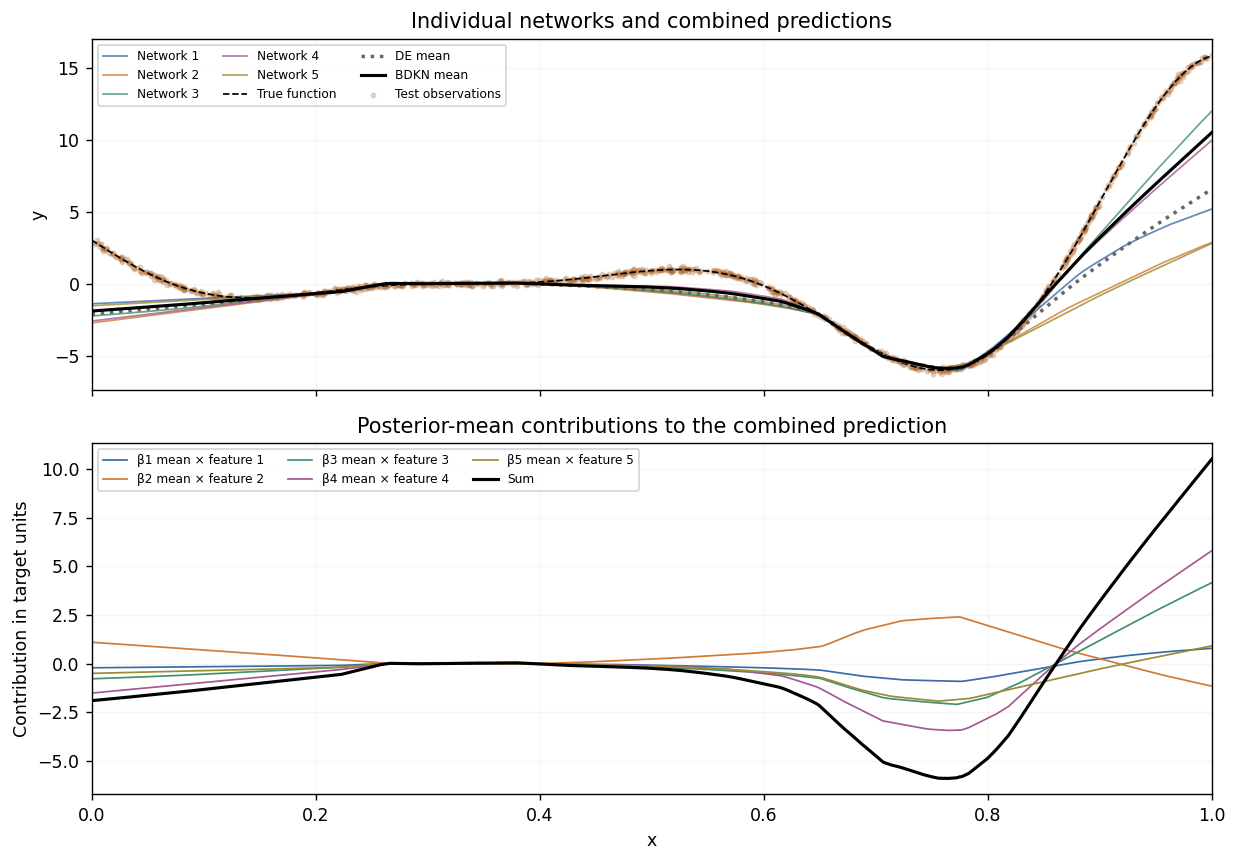 Individual networks and combined predictions
Network 1
Network 2
Network 3
Network 4
Network 5
True function
DE mean
BDKN mean
Test observations
15
10
5
0
−5
y
Posterior-mean contributions to the combined prediction
β1 mean × feature 1
β2 mean × feature 2
β3 mean × feature 3
β4 mean × feature 4
β5 mean × feature 5
Sum
10.0
7.5
5.0
2.5
0.0
−2.5
−5.0
Contribution in target units
0.0 0.2 0.4 0.6 0.8 1.0
x